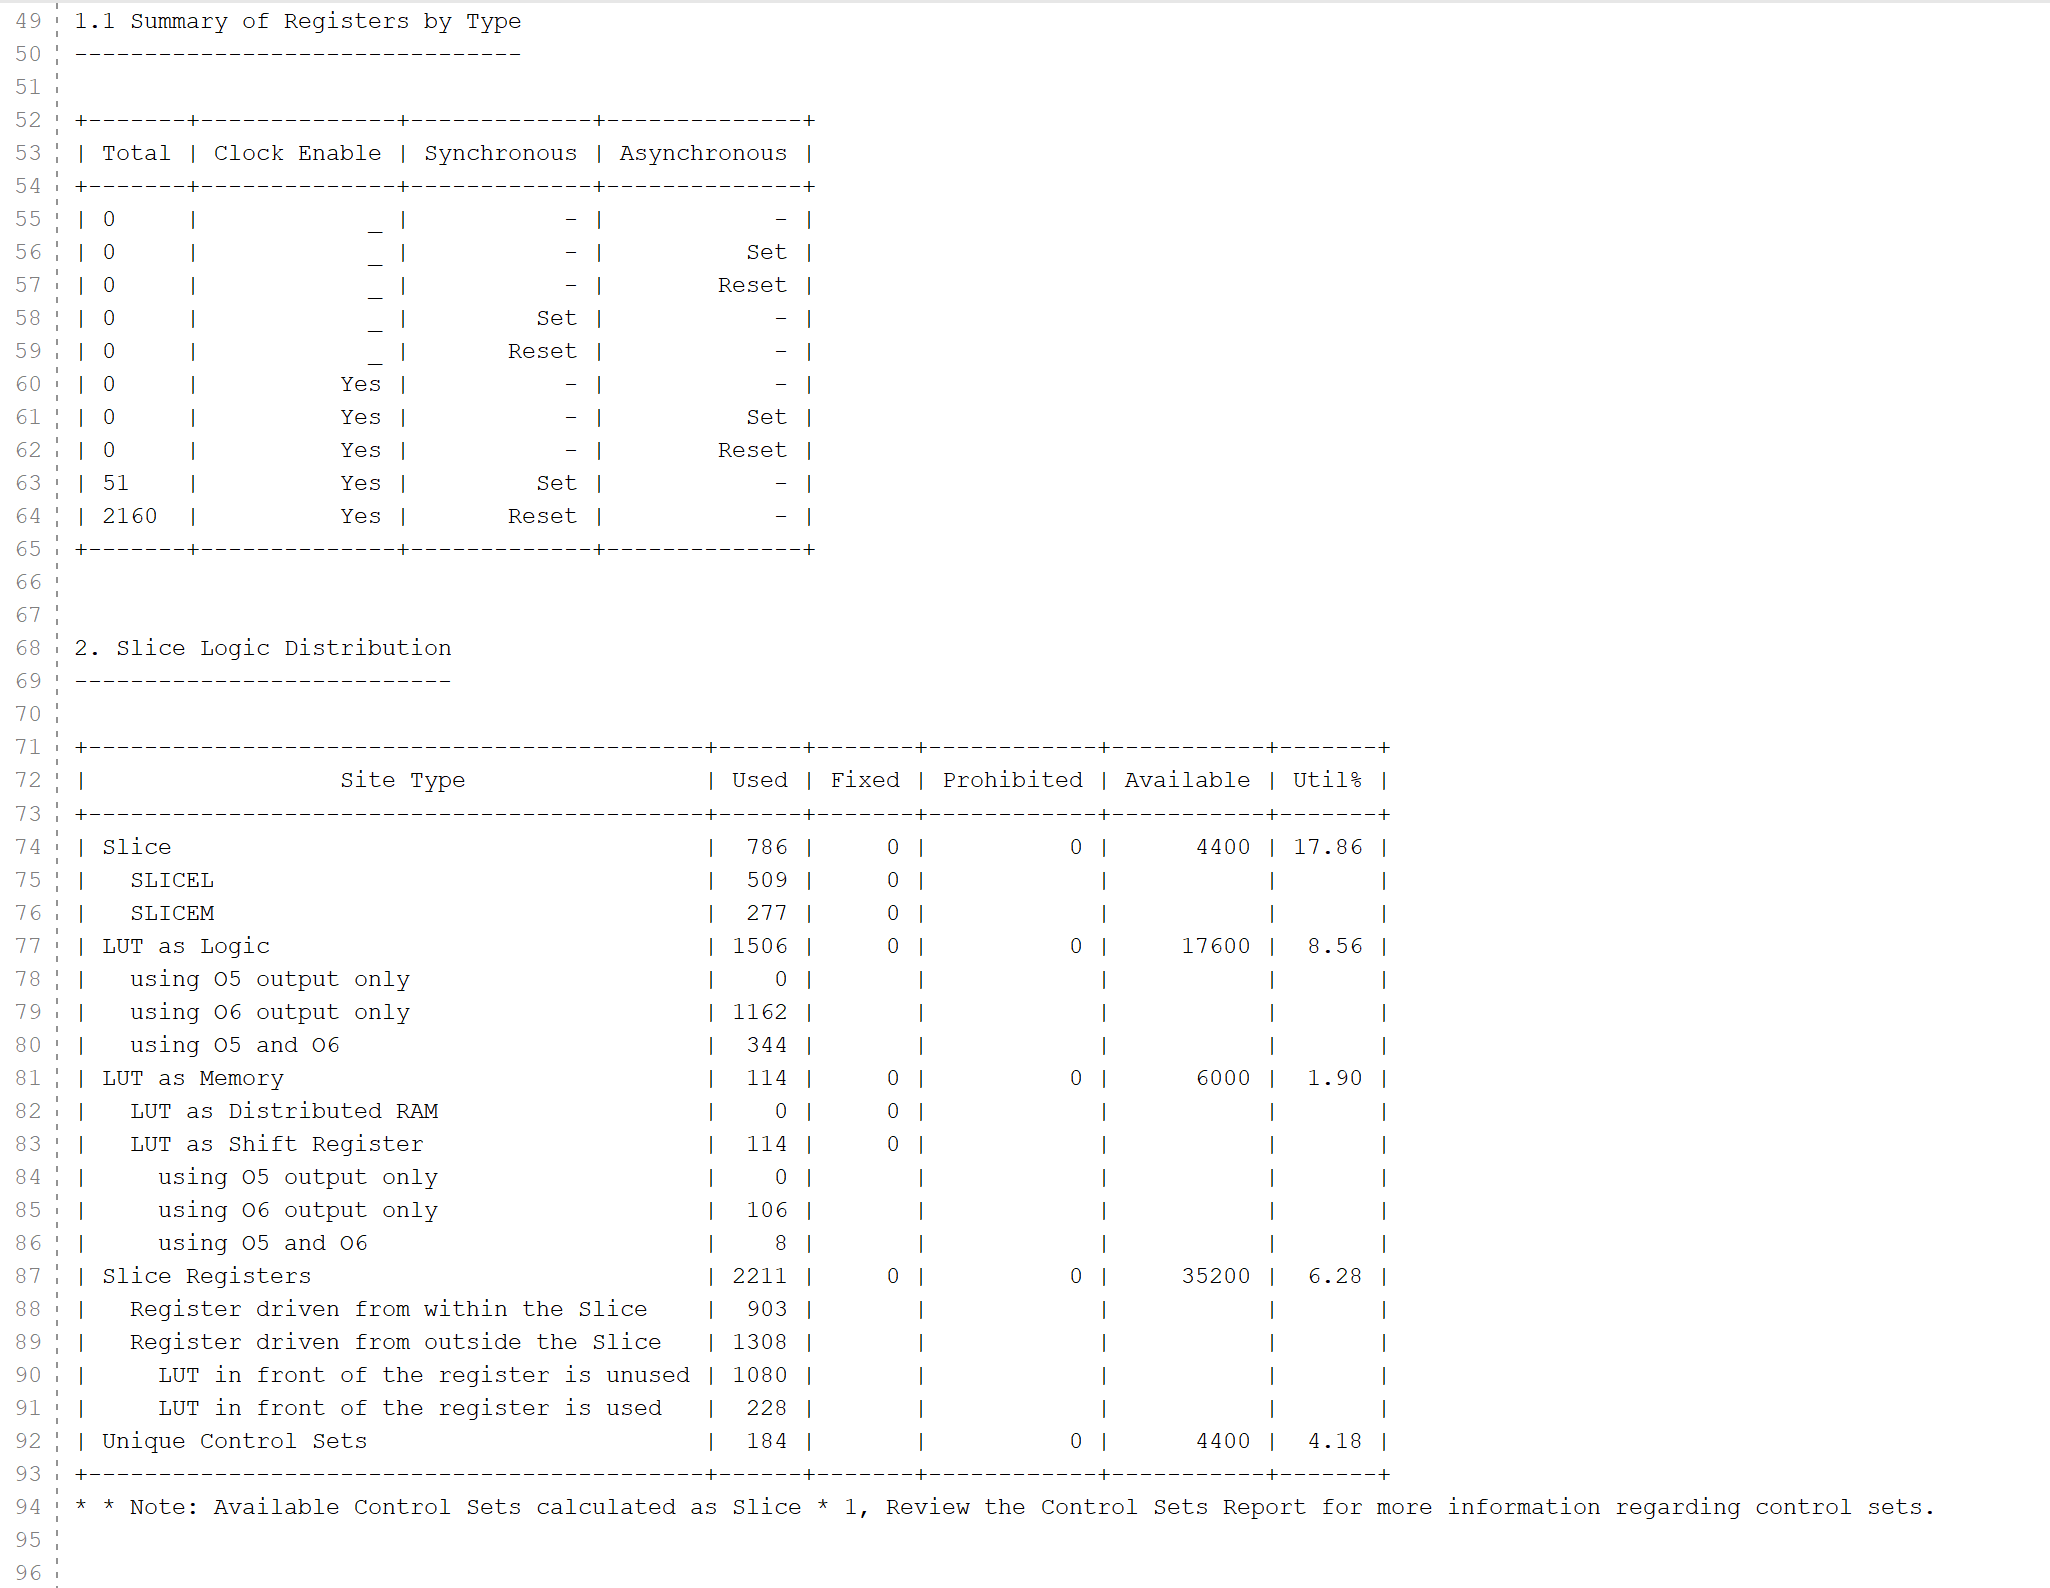 49 1.1 Summary of Registers by Type
50 --------------------------------
51
52 +-------+--------------+-------------+--------------+
53 | Total | Clock Enable | Synchronous | Asynchronous |
54 +-------+--------------+-------------+--------------+
55 | 0     |            _ |           - |            - |
56 | 0     |            _ |           - |          Set |
57 | 0     |            _ |           - |        Reset |
58 | 0     |            _ |         Set |            - |
59 | 0     |            _ |       Reset |            - |
60 | 0     |          Yes |           - |            - |
61 | 0     |          Yes |           - |          Set |
62 | 0     |          Yes |           - |        Reset |
63 | 51    |          Yes |         Set |            - |
64 | 2160  |          Yes |       Reset |            - |
65 +-------+--------------+-------------+--------------+
66
67
68 2. Slice Logic Distribution
69 ---------------------------
70
71 +--------------------------------------------+------+-------+------------+-----------+-------+
72 |                  Site Type                 | Used | Fixed | Prohibited | Available | Util% |
73 +--------------------------------------------+------+-------+------------+-----------+-------+
74 | Slice                                      |  786 |     0 |          0 |      4400 | 17.86 |
75 |   SLICEL                                   |  509 |     0 |            |           |       |
76 |   SLICEM                                   |  277 |     0 |            |           |       |
77 | LUT as Logic                               | 1506 |     0 |          0 |     17600 |  8.56 |
78 |   using O5 output only                     |    0 |       |            |           |       |
79 |   using O6 output only                     | 1162 |       |            |           |       |
80 |   using O5 and O6                          |  344 |       |            |           |       |
81 | LUT as Memory                              |  114 |     0 |          0 |      6000 |  1.90 |
82 |   LUT as Distributed RAM                   |    0 |     0 |            |           |       |
83 |   LUT as Shift Register                    |  114 |     0 |            |           |       |
84 |     using O5 output only                   |    0 |       |            |           |       |
85 |     using O6 output only                   |  106 |       |            |           |       |
86 |     using O5 and O6                        |    8 |       |            |           |       |
87 | Slice Registers                            | 2211 |     0 |          0 |     35200 |  6.28 |
88 |   Register driven from within the Slice    |  903 |       |            |           |       |
89 |   Register driven from outside the Slice   | 1308 |       |            |           |       |
90 |     LUT in front of the register is unused | 1080 |       |            |           |       |
91 |     LUT in front of the register is used   |  228 |       |            |           |       |
92 | Unique Control Sets                        |  184 |       |          0 |      4400 |  4.18 |
93 +--------------------------------------------+------+-------+------------+-----------+-------+
94 * * Note: Available Control Sets calculated as Slice * 1, Review the Control Sets Report for more information regarding control sets.
95
96